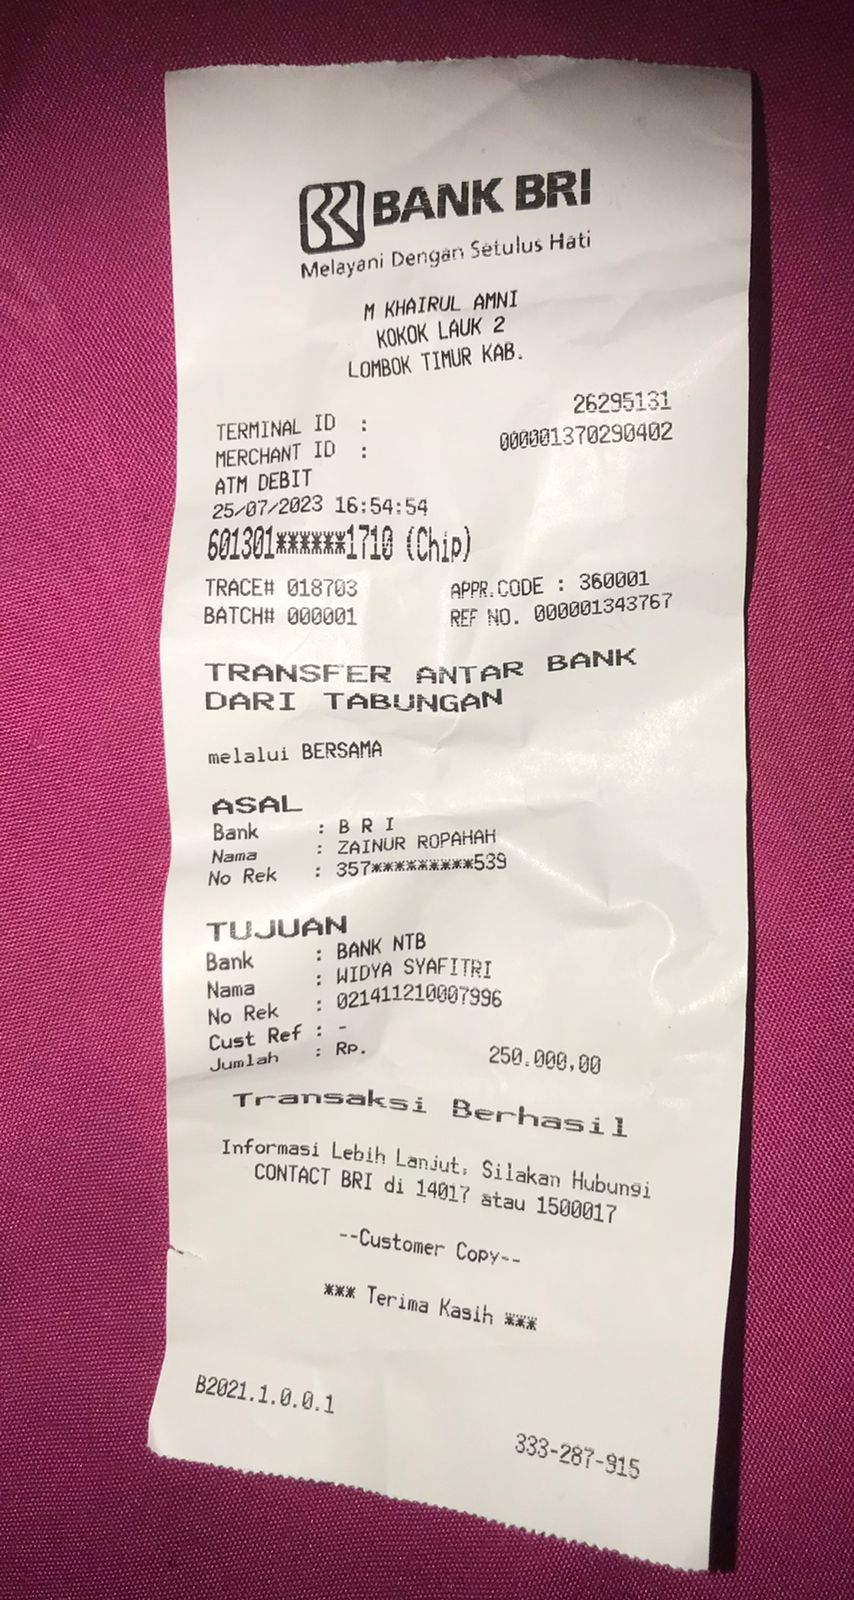 BANK BRI
Melayani Dengan Setulus Hati
M KHAIRUL AMNI
KOKOK LAUK 2
LOMBOK TIMUR KAB.
TERMINAL ID : 26295131
MERCHANT ID : 000001370290402
ATM DEBIT
25/07/2023 16:54:54
601301******1710 (Chip)
TRACE# 018703 APPR.CODE : 360001
BATCH# 000001 REF NO. 000001343767
TRANSFER ANTAR BANK
DARI TABUNGAN
melalui BERSAMA
ASAL
Bank : B R I
Nama : ZAINUR ROPAHAH
No Rek : 357*********539
TUJUAN
Bank : BANK NTB
Nama : WIDYA SYAFITRI
No Rek : 021411210007996
Cust Ref : -
Jumlah : Rp. 250.000,00
Transaksi Berhasil
Informasi Lebih Lanjut, Silakan Hubungi
CONTACT BRI di 14017 atau 1500017
--Customer Copy--
*** Terima Kasih ***
B2021.1.0.0.1
333-287-915